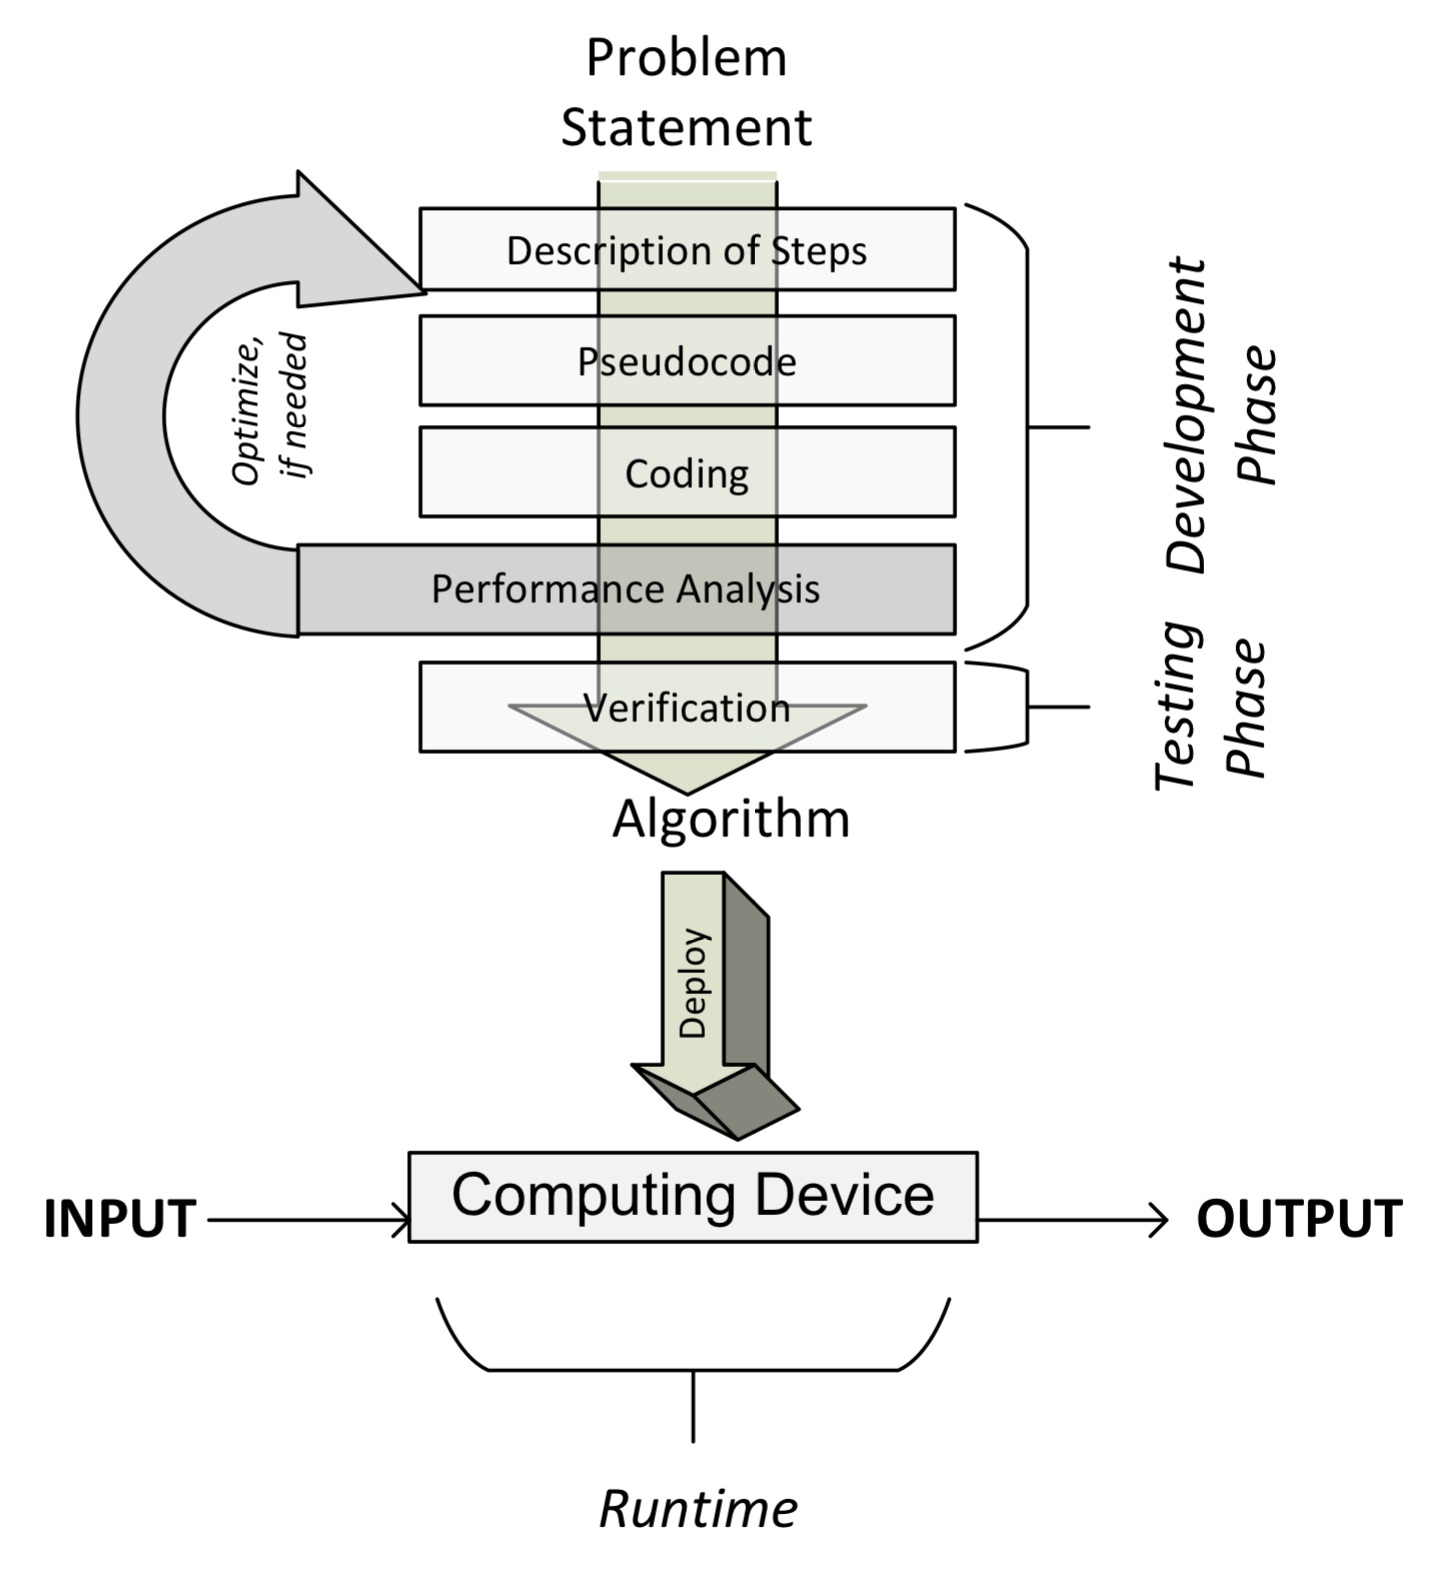 Problem
Statement
Description of Steps
Pseudocode
Coding
Performance Analysis
Verification
Optimize,
if needed
Development
Phase
Testing
Phase
Algorithm
Deploy
INPUT
Computing Device
OUTPUT
Runtime